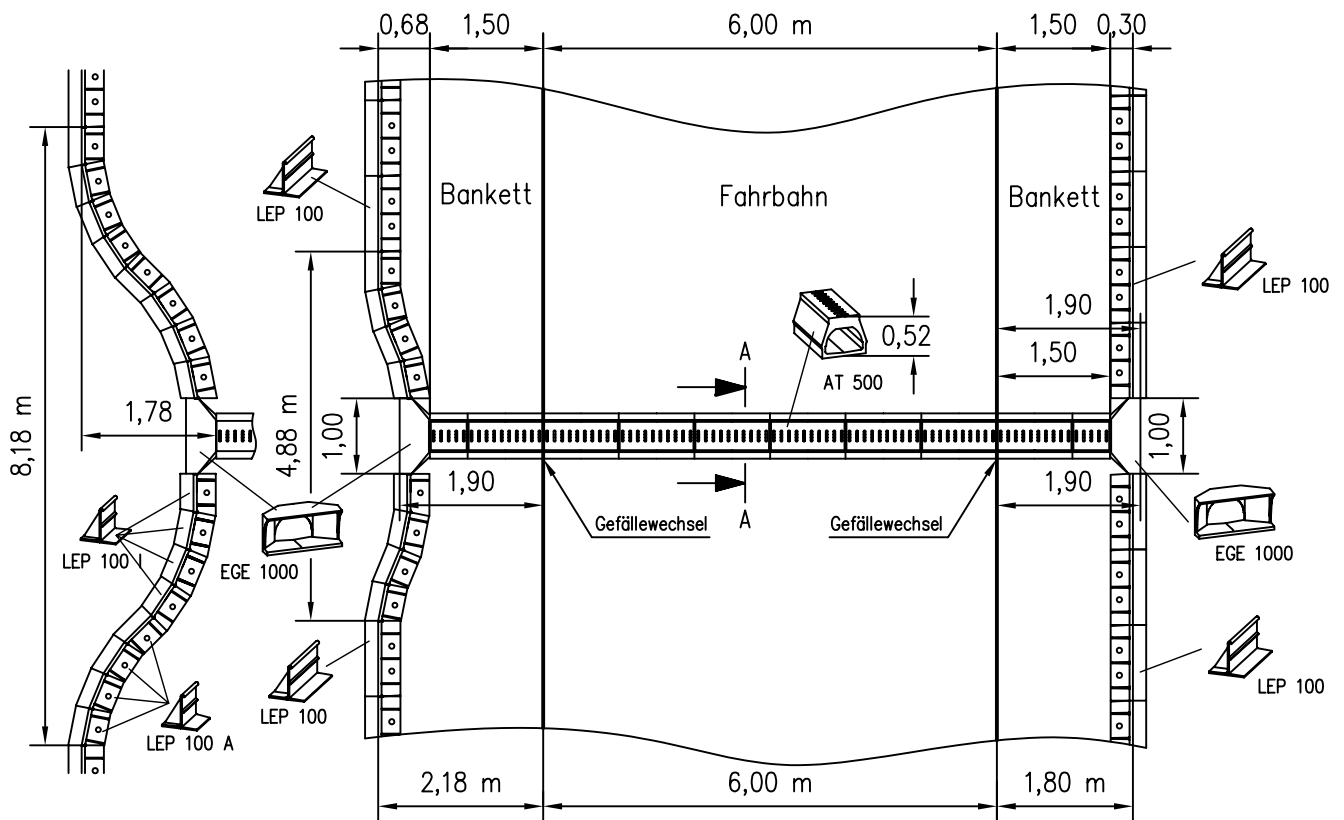 0,68
1,50
6,00 m
1,50
0,30
LEP 100
Bankett
Fahrbahn
Bankett
LEP 100
1,90
0,52
1,50
AT 500
A
1,78
8,18 m
4,88 m
1,00
1,00
1,90
1,90
A
Gefällewechsel
Gefällewechsel
LEP 100 I
EGE 1000
EGE 1000
LEP 100
LEP 100
LEP 100 A
2,18 m
6,00 m
1,80 m